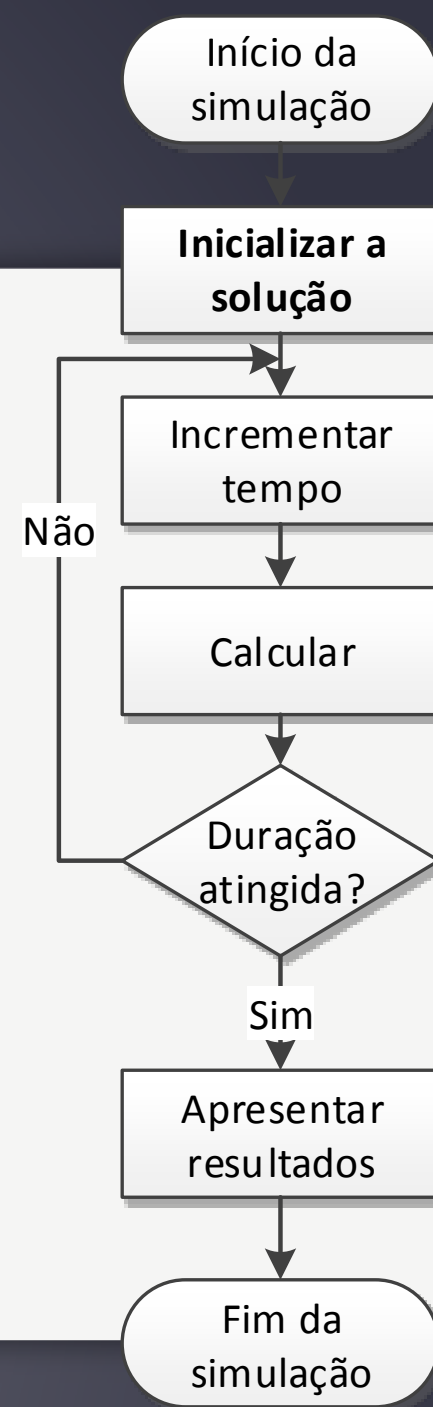 Início da
simulação
Inicializar a
solução
Incrementar
tempo
Não
Calcular
Duração
atingida?
Sim
Apresentar
resultados
Fim da
simulação